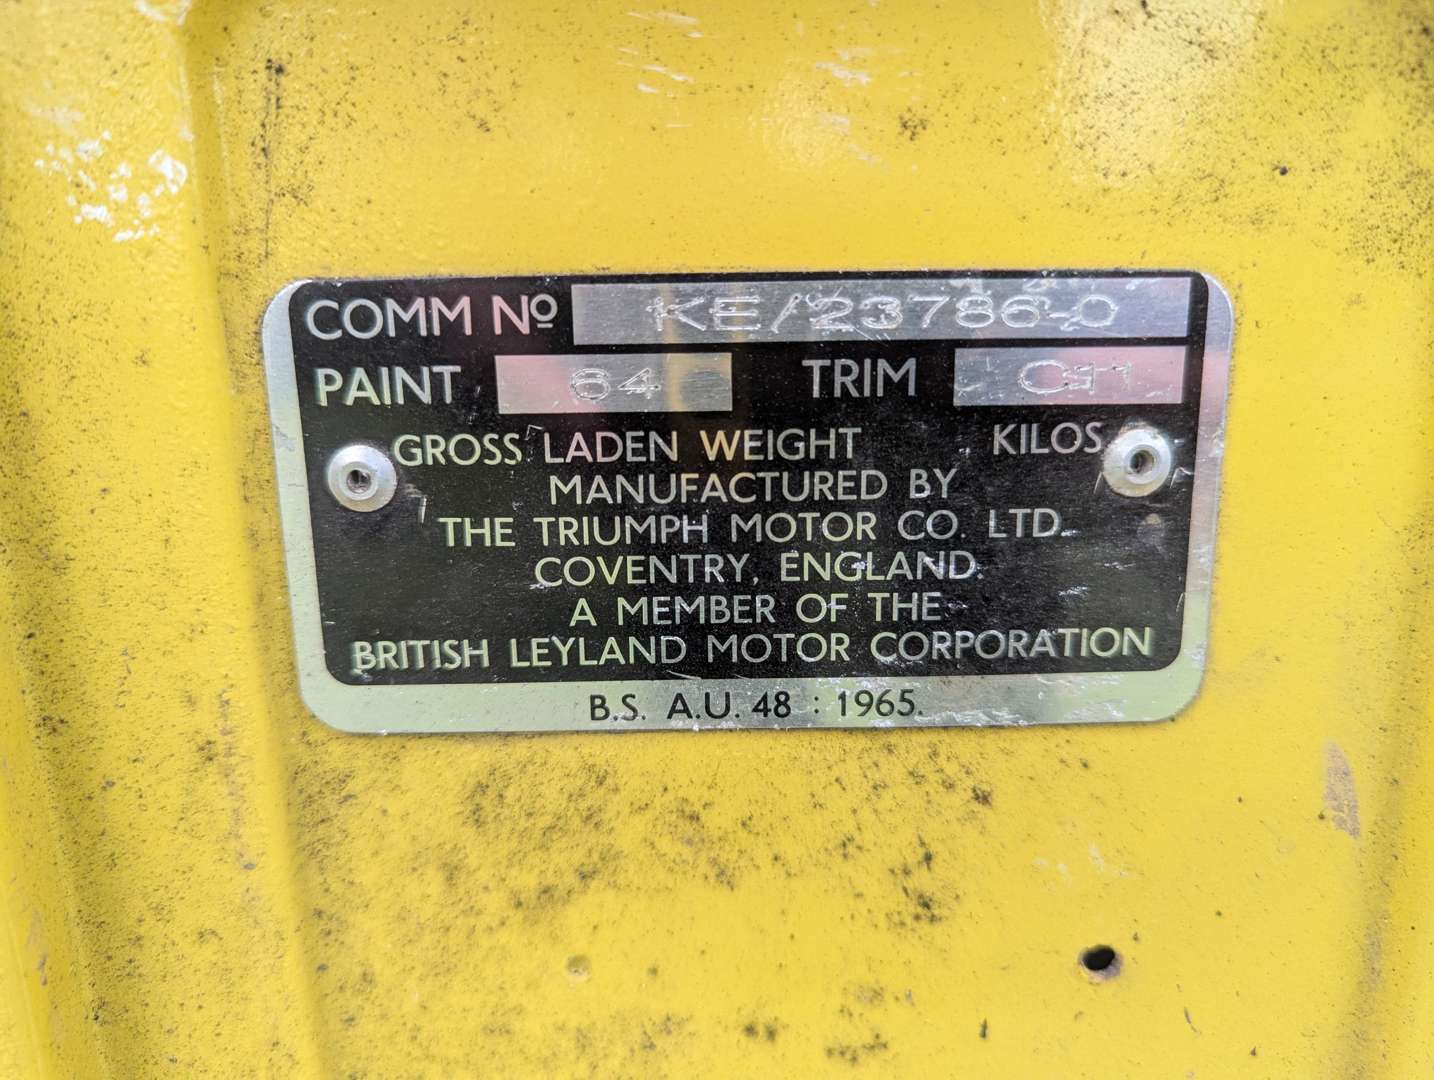 COMM Nº KE/23786-O
PAINT 64 TRIM C11
GROSS LADEN WEIGHT KILOS
MANUFACTURED BY
THE TRIUMPH MOTOR CO. LTD.
COVENTRY, ENGLAND.
A MEMBER OF THE
BRITISH LEYLAND MOTOR CORPORATION
B.S. A.U. 48 : 1965.